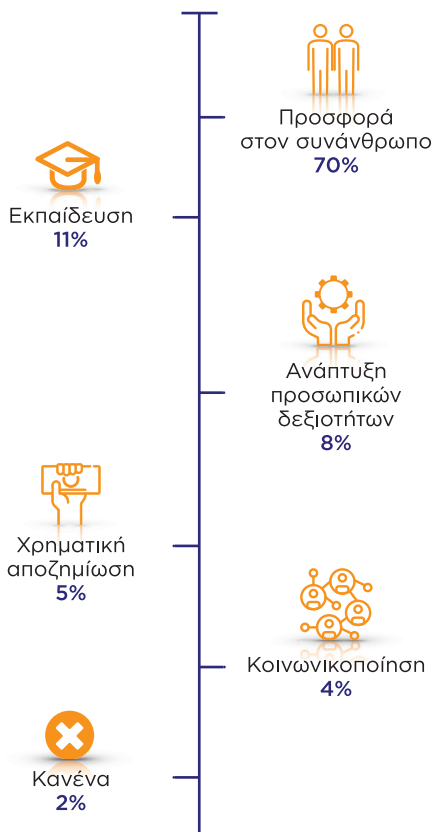 Προσφορά
στον συνάνθρωπο
70%
Εκπαίδευση
11%
Ανάπτυξη
προσωπικών
δεξιοτήτων
8%
Χρηματική
αποζημίωση
5%
Κοινωνικοποίηση
4%
Κανένα
2%